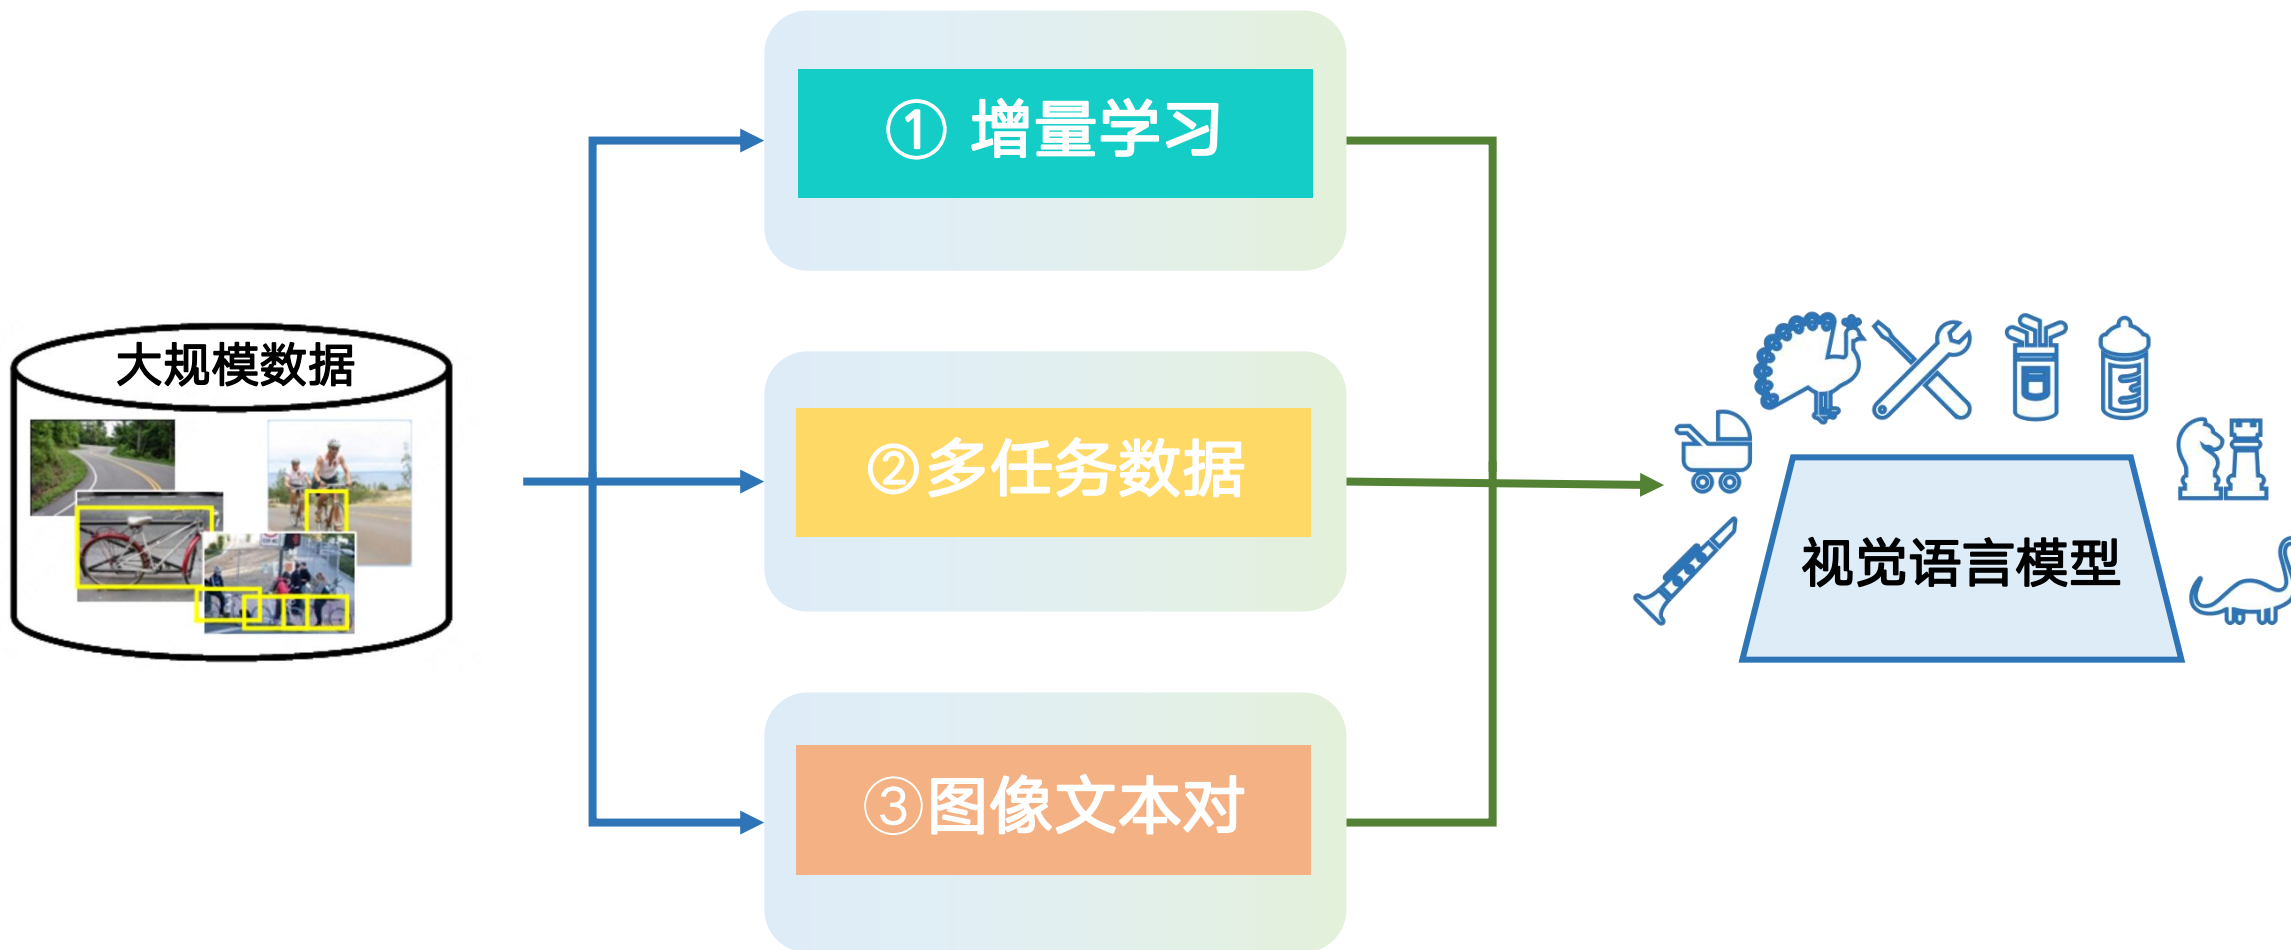 大规模数据
① 增量学习
②多任务数据
③图像文本对
视觉语言模型